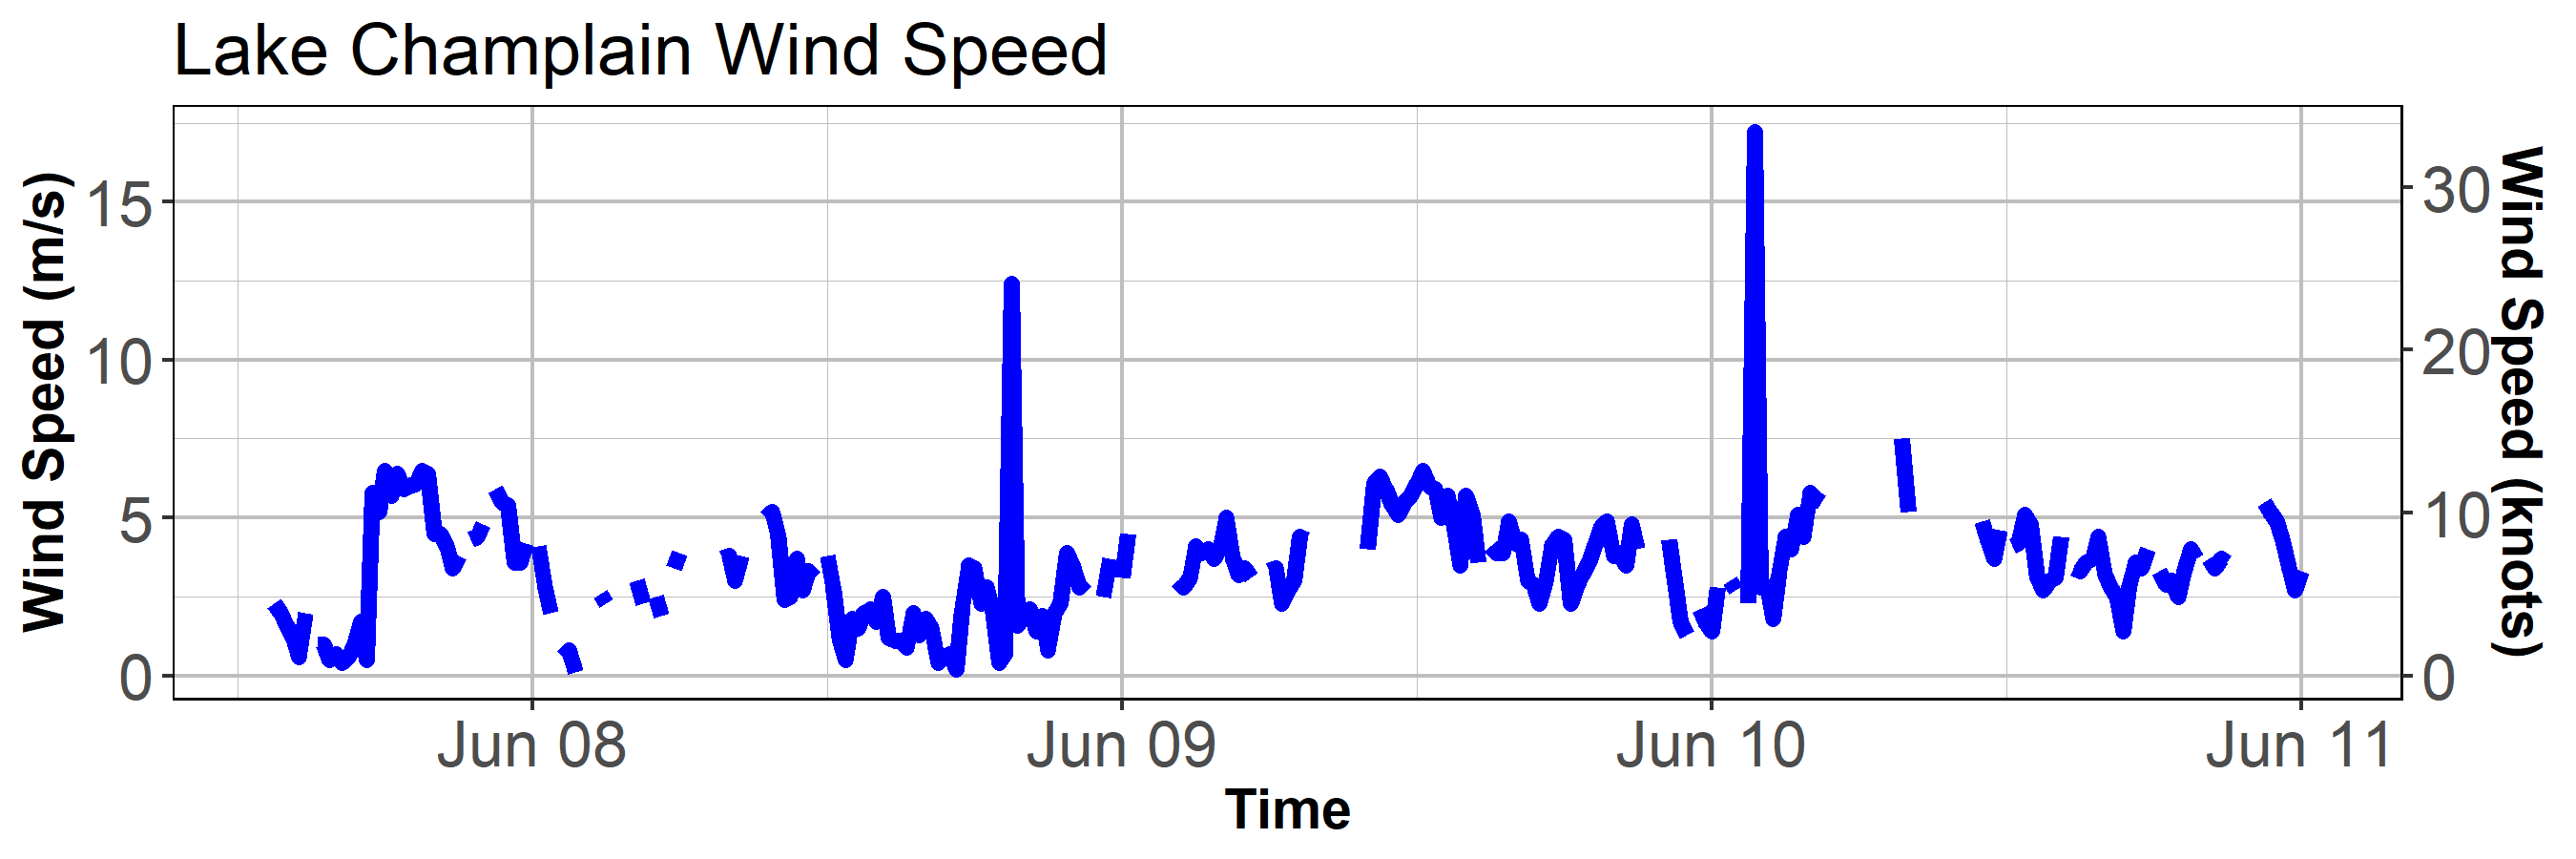 Lake Champlain Wind Speed
Wind Speed (m/s)
15
10
5
0
30
20
10
0
Wind Speed (knots)
Jun 08
Jun 09
Jun 10
Jun 11
Time